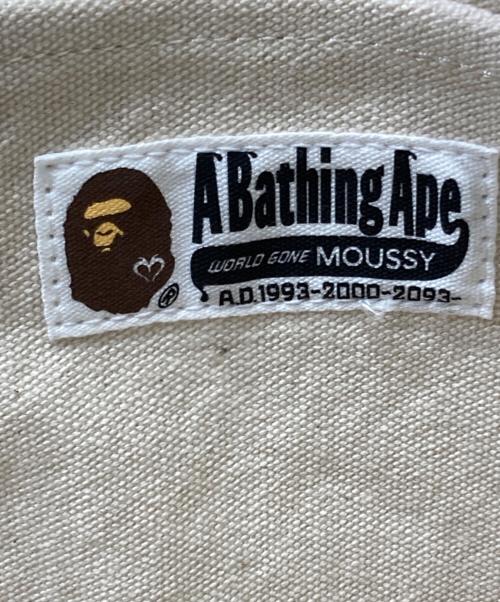 A Bathing Ape
WORLD GONE MOUSSY
A.D.1993-2000-2093-
®